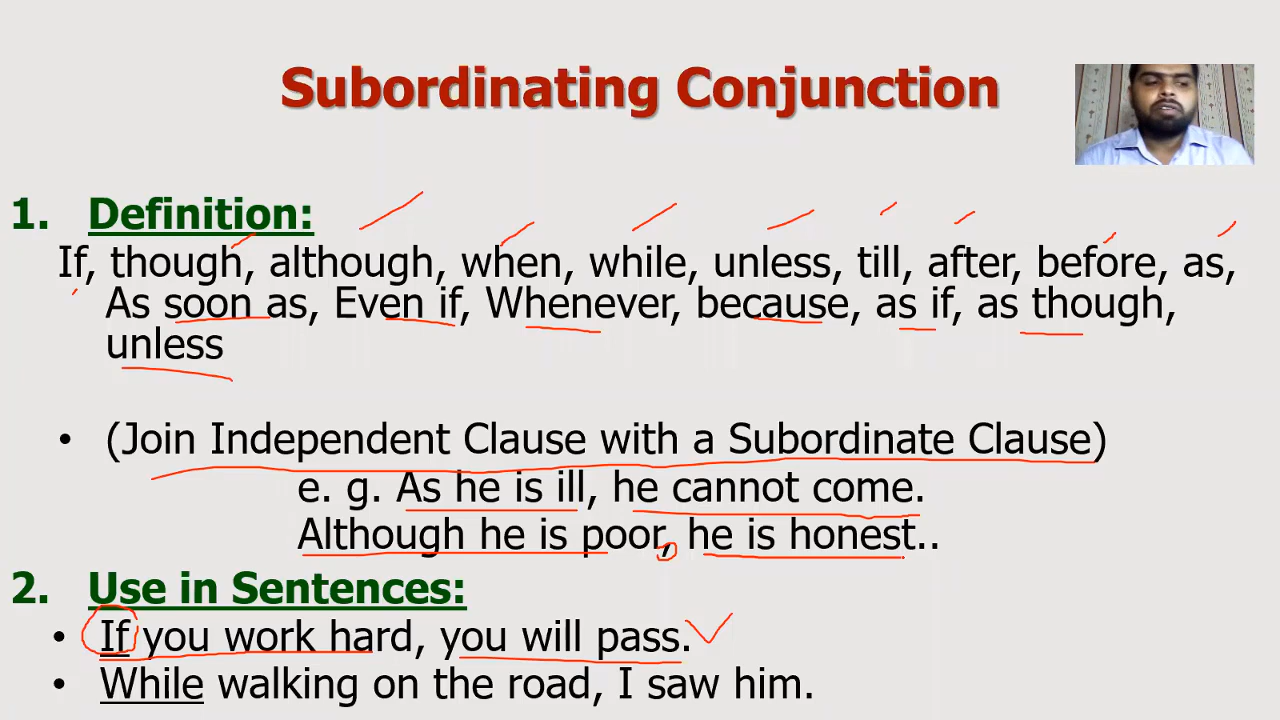 Subordinating Conjunction
1. Definition:
If, though, although, when, while, unless, till, after, before, as,
As soon as, Even if, Whenever, because, as if, as though,
unless
• (Join Independent Clause with a Subordinate Clause)
e. g. As he is ill, he cannot come.
Although he is poor, he is honest..
2. Use in Sentences:
• If you work hard, you will pass.
• While walking on the road, I saw him.